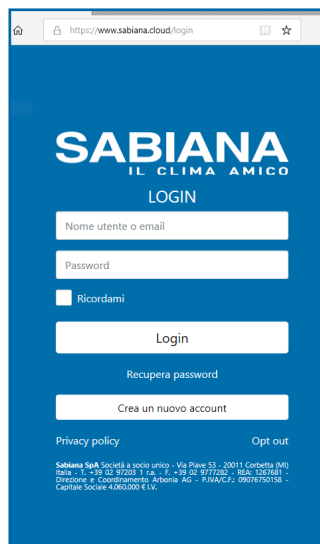 https://www.sabiana.cloud/login
SABIANA
IL CLIMA AMICO
LOGIN
Nome utente o email
Password
Ricordami
Login
Recupera password
Crea un nuovo account
Privacy policy Opt out
Sabiana SpA Società a socio unico - Via Piave 53 - 20011 Corbetta (MI)
Italia - T. +39 02 97203 1 r.a. - F. +39 02 9777282 - REA: 1267681 -
Direzione e Coordinamento Arbonia AG - P.IVA/C.F.: 09076750158 -
Capitale Sociale 4.060.000 € I.V.